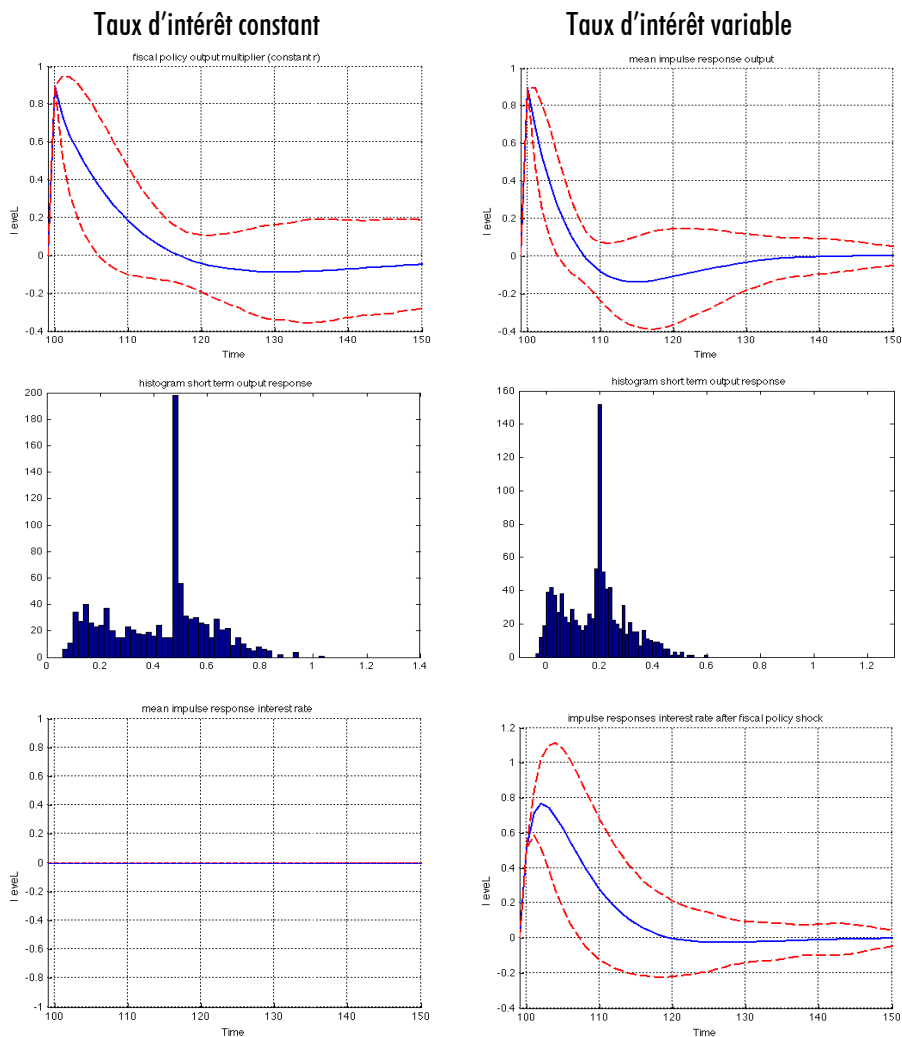 Taux d'intérêt constant
Taux d'intérêt variable
fiscal policy output multiplier (constant r)
1
0.8
0.6
0.4
0.2
0
-0.2
-0.4
l eveL
100 110 120 130 140 150
Time
mean impulse response output
1
0.8
0.6
0.4
0.2
0
-0.2
-0.4
l eveL
100 110 120 130 140 150
Time
histogram short term output response
200
180
160
140
120
100
80
60
40
20
0
0 0.2 0.4 0.6 0.8 1 1.2 1.4
histogram short term output response
160
140
120
100
80
60
40
20
0
0 0.2 0.4 0.6 0.8 1 1.2
mean impulse response interest rate
1
0.8
0.6
0.4
0.2
0
-0.2
-0.4
-0.6
-0.8
-1
l eveL
100 110 120 130 140 150
Time
impulse responses interest rate after fiscal policy shock
1.2
1
0.8
0.6
0.4
0.2
0
-0.2
-0.4
l eveL
100 110 120 130 140 150
Time